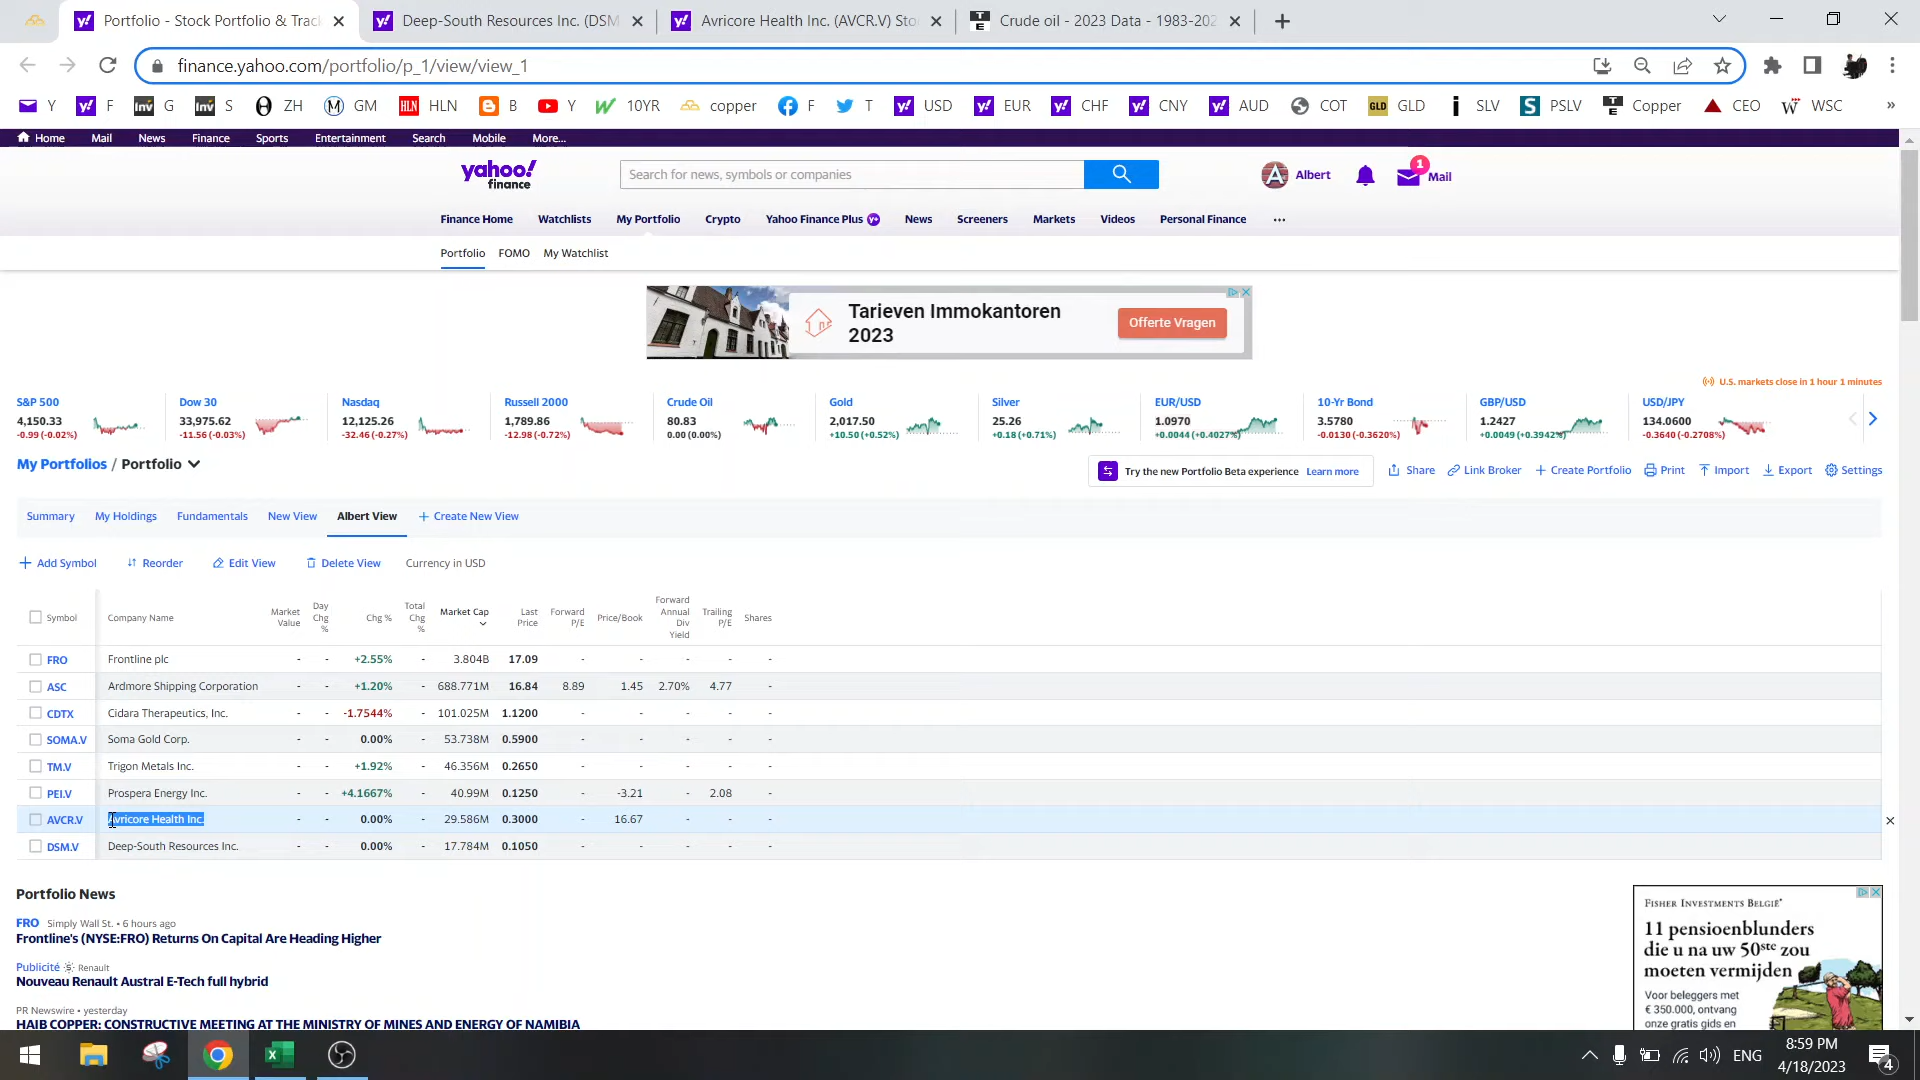 Portfolio - Stock Portfolio & Track
Deep-South Resources Inc. (DSM
Avricore Health Inc. (AVCR.V) Sto
Crude oil - 2023 Data - 1983-202
finance.yahoo.com/portfolio/p_1/view/view_1
Y F G S ZH GM HLN B Y 10YR copper F T USD EUR CHF CNY AUD COT GLD SLV PSLV Copper CEO WSC »
Home Mail News Finance Sports Entertainment Search Mobile More...
yahoo!
finance
Search for news, symbols or companies
A Albert
1
Mail
Finance Home Watchlists My Portfolio Crypto Yahoo Finance Plus News Screeners Markets Videos Personal Finance ...
Portfolio FOMO My Watchlist
Tarieven Immokantoren
2023
Offerte Vragen
U.S. markets close in 1 hour 1 minutes
S&P 500 Dow 30 Nasdaq Russell 2000 Crude Oil Gold Silver EUR/USD 10-Yr Bond GBP/USD USD/JPY
4,150.33 33,975.62 12,125.26 1,789.86 80.83 2,017.50 25.26 1.0970 3.5780 1.2427 134.0600
-0.99 (-0.02%) -11.56 (-0.03%) -32.46 (-0.27%) -12.98 (-0.72%) 0.00 (0.00%) +10.50 (+0.52%) +0.18 (+0.71%) +0.0044 (+0.4027%) -0.0130 (-0.3620%) +0.0049 (+0.3942%) -0.3640 (-0.2708%)
My Portfolios / Portfolio
Try the new Portfolio Beta experience Learn more
Share Link Broker + Create Portfolio Print Import Export Settings
Summary My Holdings Fundamentals New View Albert View + Create New View
+ Add Symbol Reorder Edit View Delete View Currency in USD
Symbol Company Name Market Value Day Chg % Chg % Total Chg % Market Cap Last Price Forward P/E Price/Book Forward Annual Div Yield Trailing P/E Shares
FRO Frontline plc - - +2.55% - 3.804B 17.09 - - - - -
ASC Ardmore Shipping Corporation - - +1.20% - 688.771M 16.84 8.89 1.45 2.70% 4.77 -
CDTX Cidara Therapeutics, Inc. - - -1.7544% - 101.025M 1.1200 - - - - -
SOMA.V Soma Gold Corp. - - 0.00% - 53.738M 0.5900 - - - - -
TM.V Trigon Metals Inc. - - +1.92% - 46.356M 0.2650 - - - - -
PEI.V Prospera Energy Inc. - - +4.1667% - 40.99M 0.1250 - -3.21 - 2.08 -
AVCR.V Avricore Health Inc. - - 0.00% - 29.586M 0.3000 - 16.67 - - -
DSM.V Deep-South Resources Inc. - - 0.00% - 17.784M 0.1050 - - - - -
Portfolio News
FRO Simply Wall St. • 6 hours ago
Frontline's (NYSE:FRO) Returns On Capital Are Heading Higher
Publicité Renault
Nouveau Renault Austral E-Tech full hybrid
PR Newswire • yesterday
HAIB COPPER: CONSTRUCTIVE MEETING AT THE MINISTRY OF MINES AND ENERGY OF NAMIBIA
FISHER INVESTMENTS BELGIË*
11 pensioenblunders
die u na uw 50ste zou
moeten vermijden
Voor beleggers met
€ 350.000, ontvang
onze gratis gids en
ENG
8:59 PM
4/18/2023
4